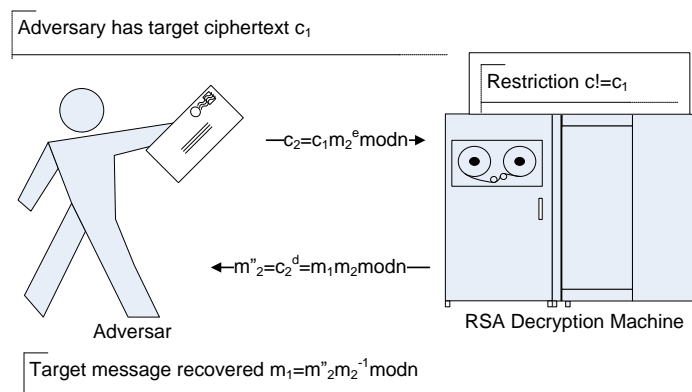 Adversary has target ciphertext c₁
Restriction c!=c₁
c₂=c₁m₂ᵉmodn
m”₂=c₂ᵈ=m₁m₂modn
Adversar
RSA Decryption Machine
Target message recovered m₁=m”₂m₂⁻¹modn